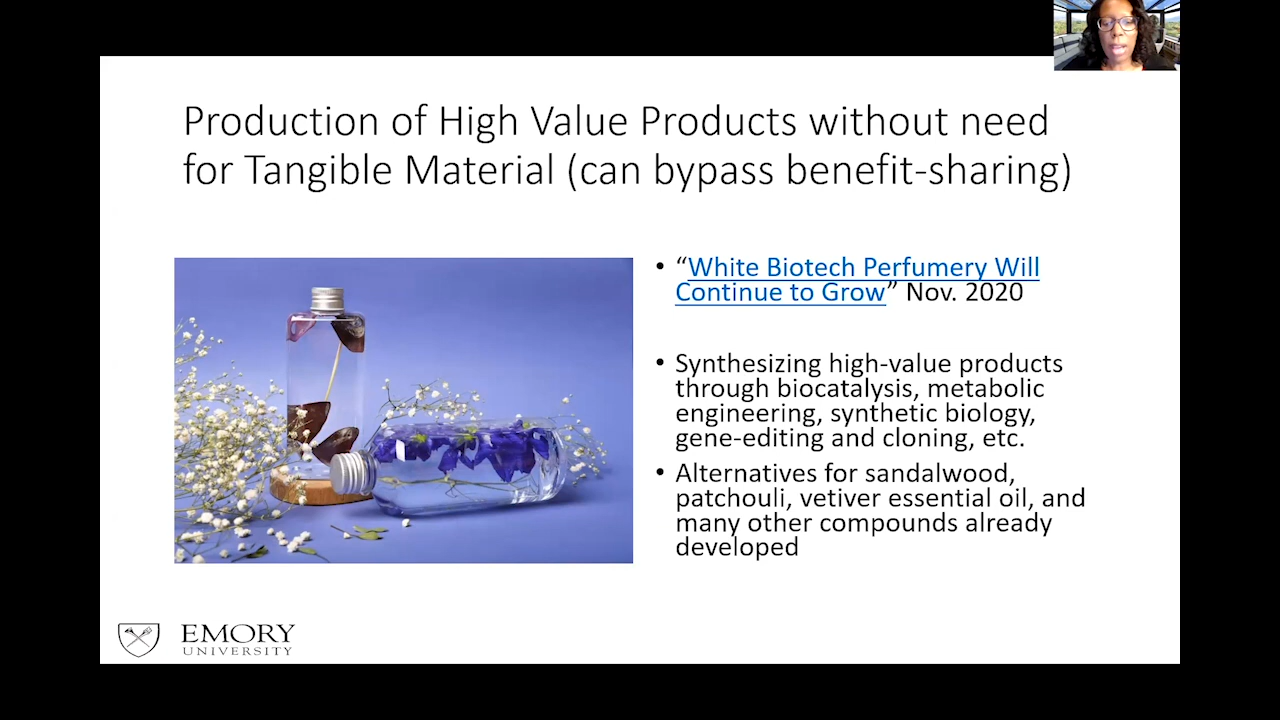 Production of High Value Products without need
for Tangible Material (can bypass benefit-sharing)
• “White Biotech Perfumery Will
Continue to Grow” Nov. 2020
• Synthesizing high-value products
through biocatalysis, metabolic
engineering, synthetic biology,
gene-editing and cloning, etc.
• Alternatives for sandalwood,
patchouli, vetiver essential oil, and
many other compounds already
developed
EMORY
UNIVERSITY